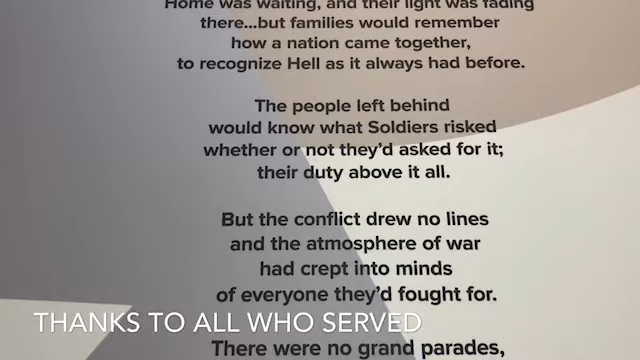 Home was waiting, and their light was fading
there...but families would remember
how a nation came together,
to recognize Hell as it always had before.
The people left behind
would know what Soldiers risked
whether or not they'd asked for it;
their duty above it all.
But the conflict drew no lines
and the atmosphere of war
had crept into minds
of everyone they'd fought for.
THANKS TO ALL WHO SERVED
There were no grand parades,